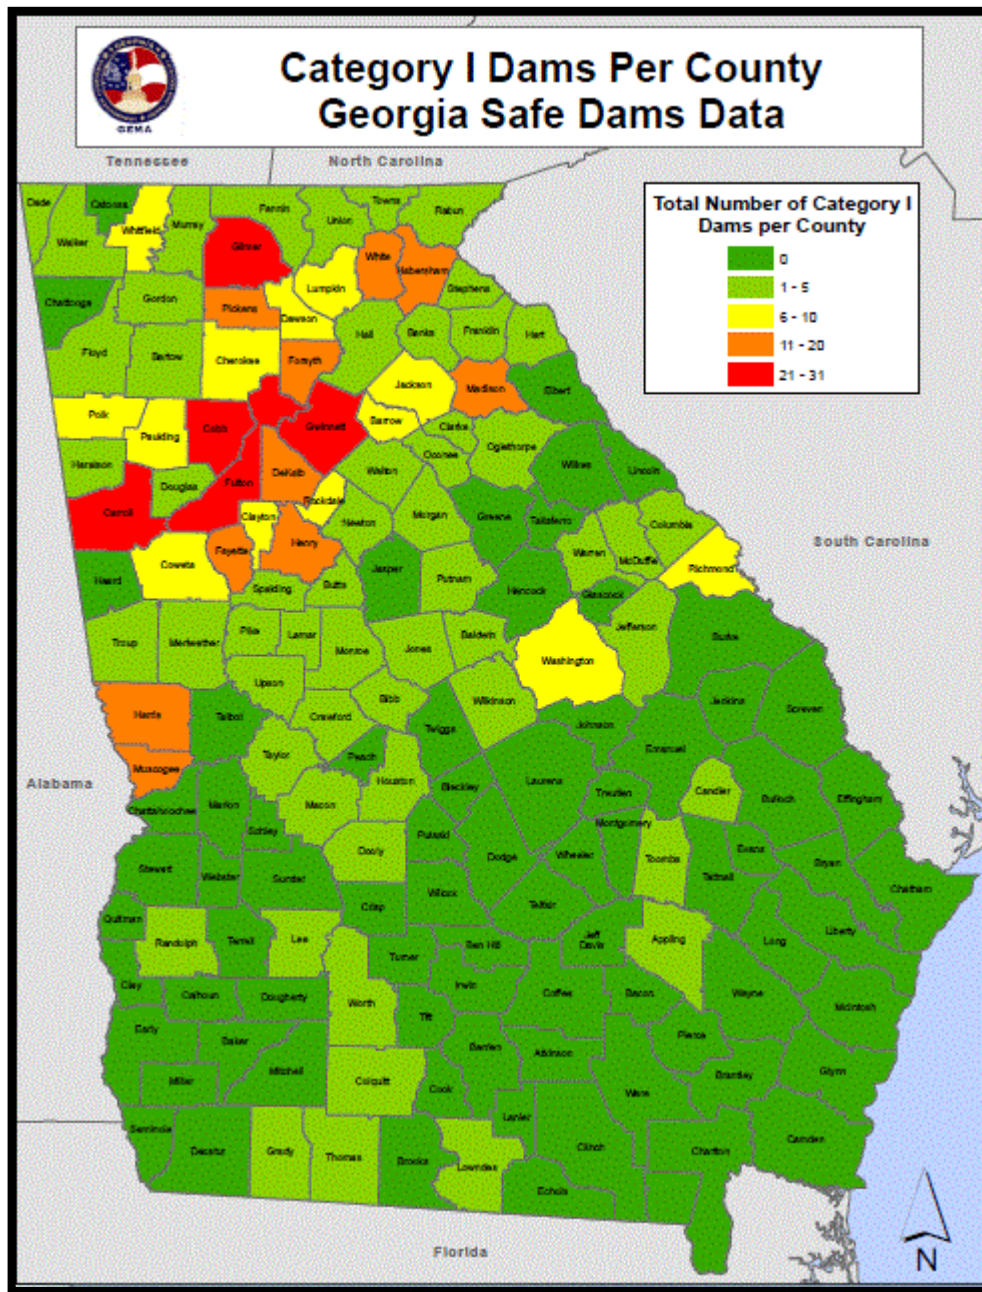 Category I Dams Per County
Georgia Safe Dams Data
GEMA
Tennessee
North Carolina
Total Number of Category I
Dams per County
0
1 - 5
6 - 10
11 - 20
21 - 31
Dade
Catoosa
Whitfield
Murray
Fannin
Union
Towns
Rabun
Walker
Gilmer
White
Habersham
Chattooga
Gordon
Pickens
Lumpkin
Dawson
Stephens
Floyd
Bartow
Cherokee
Forsyth
Hall
Banks
Franklin
Hart
Polk
Paulding
Cobb
Gwinnett
Jackson
Barrow
Madison
Elbert
Haralson
Douglas
Fulton
DeKalb
Walton
Clarke
Oconee
Oglethorpe
Wilkes
Lincoln
Carroll
Clayton
Rockdale
Newton
Morgan
Greene
Taliaferro
Columbia
South Carolina
Heard
Coweta
Fayette
Henry
Spalding
Butts
Jasper
Putnam
Hancock
Warren
McDuffie
Glascock
Richmond
Troup
Meriwether
Pike
Lamar
Monroe
Jones
Baldwin
Washington
Jefferson
Burke
Harris
Talbot
Upson
Crawford
Bibb
Twiggs
Wilkinson
Johnson
Jenkins
Screven
Alabama
Muscogee
Taylor
Peach
Houston
Bleckley
Laurens
Emanuel
Treutlen
Candler
Bulloch
Effingham
Chattahoochee
Marion
Schley
Macon
Dooly
Pulaski
Dodge
Wheeler
Montgomery
Toombs
Tattnall
Evans
Bryan
Chatham
Stewart
Webster
Sumter
Crisp
Wilcox
Telfair
Quitman
Randolph
Terrell
Lee
Turner
Ben Hill
Jeff
Davis
Appling
Long
Liberty
Clay
Calhoun
Dougherty
Worth
Tift
Irwin
Coffee
Bacon
Wayne
McIntosh
Early
Baker
Miller
Mitchell
Colquitt
Cook
Berrien
Atkinson
Ware
Pierce
Brantley
Glynn
Seminole
Decatur
Grady
Thomas
Brooks
Lowndes
Lanier
Clinch
Echols
Charlton
Camden
Florida
N